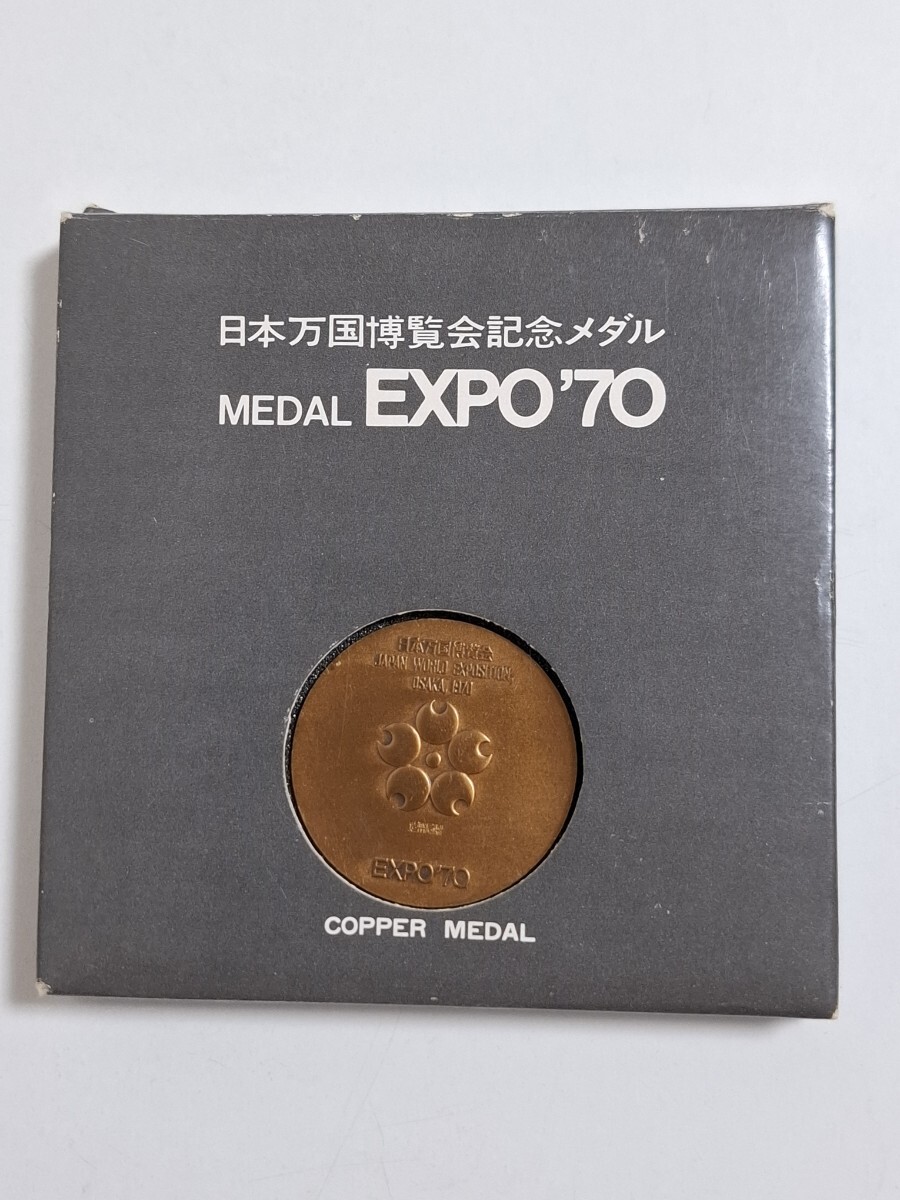 日本万国博覧会記念メダル
MEDAL EXPO'70
日本万国博覧会
JAPAN WORLD EXPOSITION,
OSAKA, 1970
EXPO'70
COPPER MEDAL